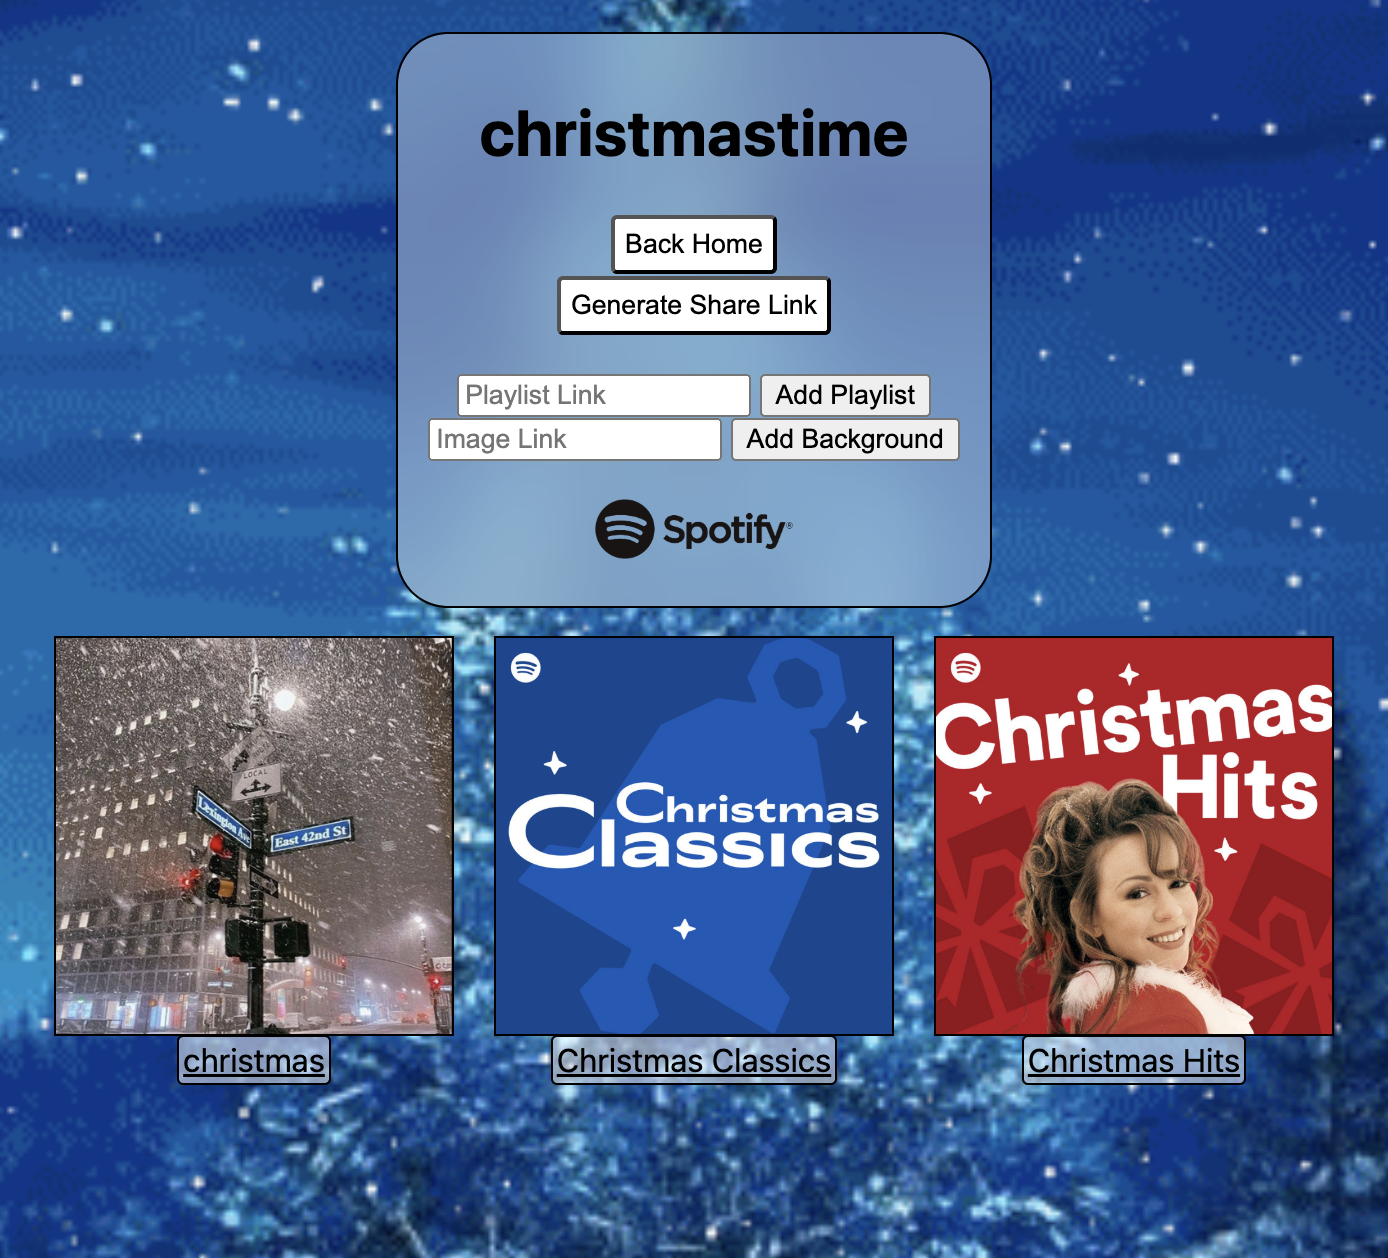 christmastime
Back Home
Generate Share Link
Playlist Link
Add Playlist
Image Link
Add Background
Spotify®
LOCAL
Lexington Ave
East 42nd St
christmas
Christmas
Classics
Christmas Classics
Christmas
Hits
Christmas Hits